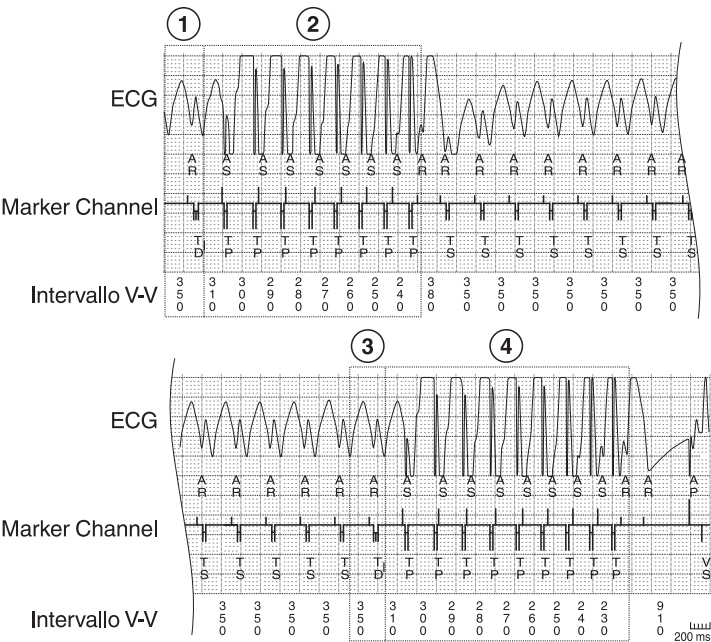 1
2
ECG
AR AS AS AS AS AS AS AS AR AR AR AR AR AR AR AR AR
Marker Channel
TD TP TP TP TP TP TP TP TP TS TS TS TS TS TS TS TS
Intervallo V-V
350 310 300 290 280 270 260 250 240 380 350 350 350 350 350 350 350
3
4
ECG
AR AR AR AR AR AR AS AS AS AS AS AS AS AS AR AR AP
Marker Channel
TS TS TS TS TS TD TP TP TP TP TP TP TP TP TP VS
Intervallo V-V
350 350 350 350 350 310 300 290 280 270 260 250 240 230 910
200 ms